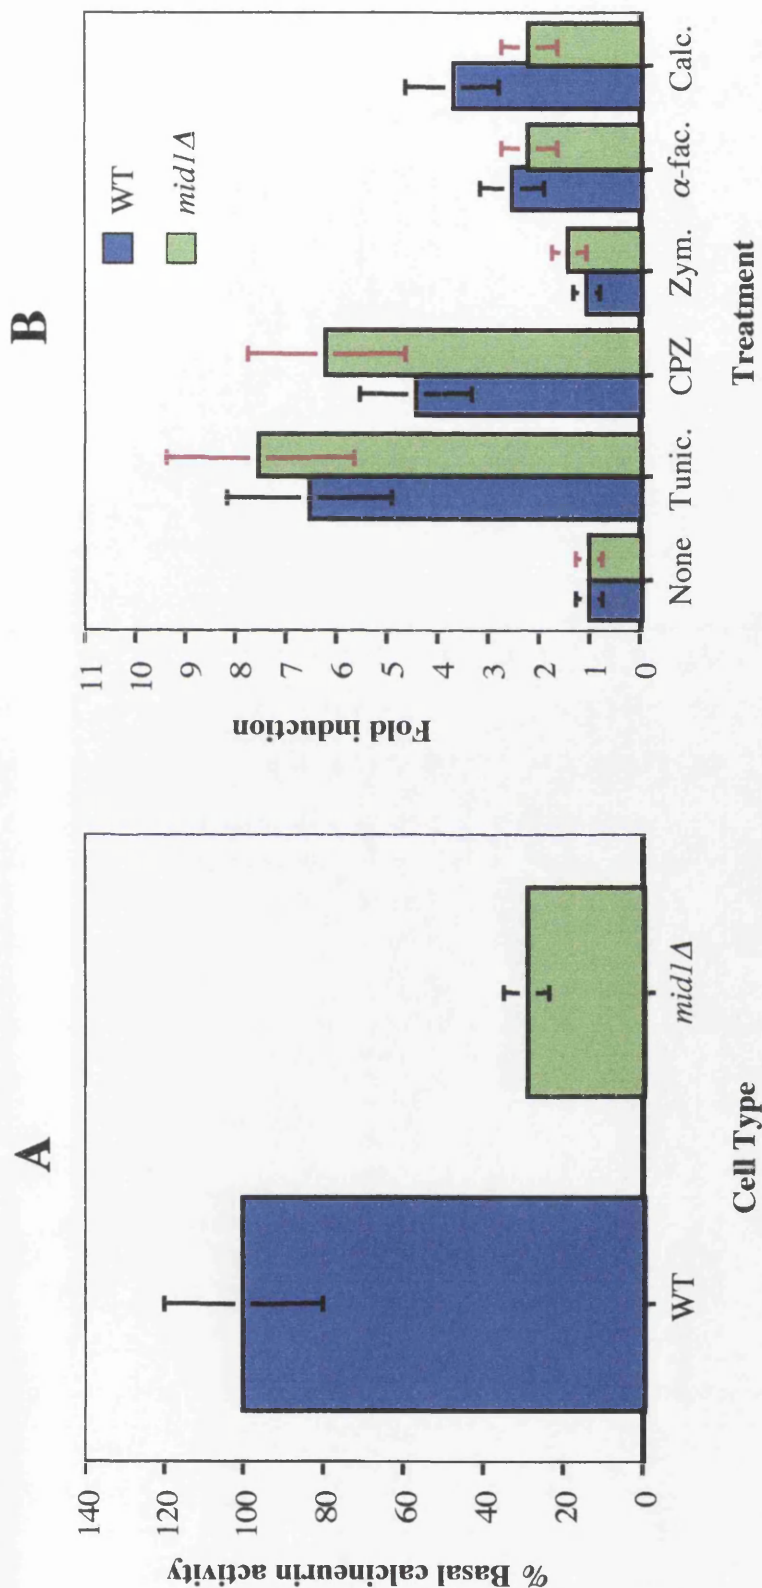 A
% Basal calcineurin activity
140
120
100
80
60
40
20
0
WT
mid1Δ
Cell Type
B
Fold induction
11
10
9
8
7
6
5
4
3
2
1
0
WT
mid1Δ
None
Tunic.
CPZ
Zym.
α-fac.
Calc.
Treatment